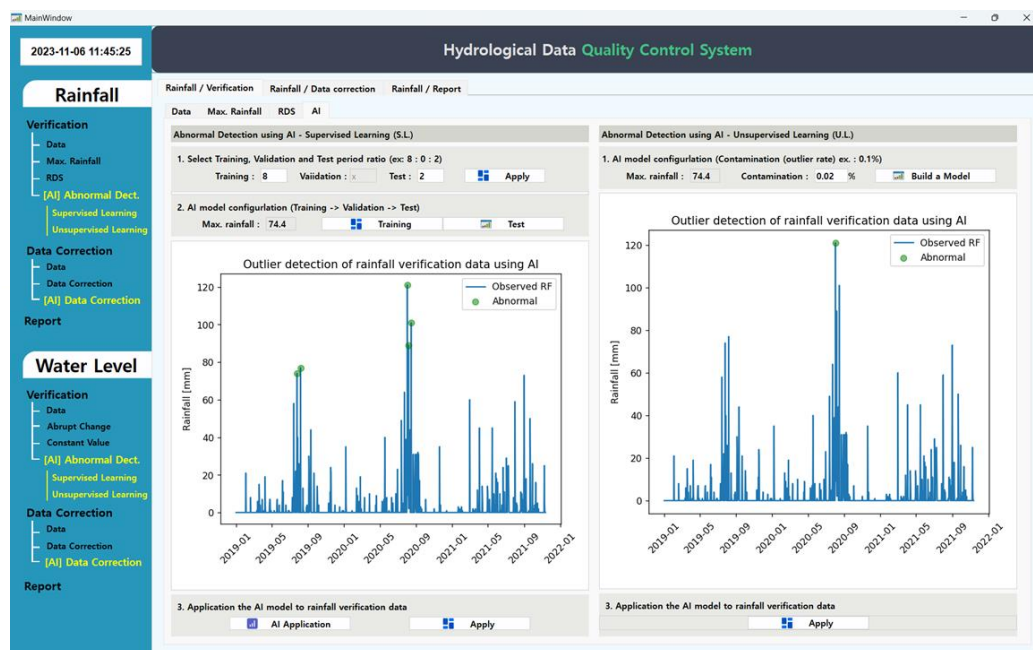 MainWindow
2023-11-06 11:45:25
Hydrological Data Quality Control System
Rainfall
Verification
Data
Max. Rainfall
RDS
[AI] Abnormal Dect.
Supervised Learning
Unsupervised Learning
Data Correction
Data
Data Correction
[AI] Data Correction
Report
Water Level
Verification
Data
Abrupt Change
Constant Value
[AI] Abnormal Dect.
Supervised Learning
Unsupervised Learning
Data Correction
Data
Data Correction
[AI] Data Correction
Report
Rainfall / Verification Rainfall / Data correction Rainfall / Report
Data Max. Rainfall RDS AI
Abnormal Detection using AI - Supervised Learning (S.L.)
1. Select Training, Validation and Test period ratio (ex: 8 : 0 : 2)
Training : 8 Vaiidation : x Test : 2 Apply
2. AI model configurlation (Training -> Validation -> Test)
Max. rainfall : 74.4 Training Test
Outlier detection of rainfall verification data using AI
Observed RF
Abnormal
Rainfall [mm]
120
100
80
60
40
20
0
2019-01 2019-05 2019-09 2020-01 2020-05 2020-09 2021-01 2021-05 2021-09 2022-01
3. Application the AI model to rainfall verification data
AI Application Apply
Abnormal Detection using AI - Unsupervised Learning (U.L.)
1. AI model configurlation (Contamination (outlier rate) ex. : 0.1%)
Max. rainfall : 74.4 Contamination : 0.02 % Build a Model
Outlier detection of rainfall verification data using AI
Observed RF
Abnormal
Rainfall [mm]
120
100
80
60
40
20
0
2019-01 2019-05 2019-09 2020-01 2020-05 2020-09 2021-01 2021-05 2021-09 2022-01
3. Application the AI model to rainfall verification data
Apply